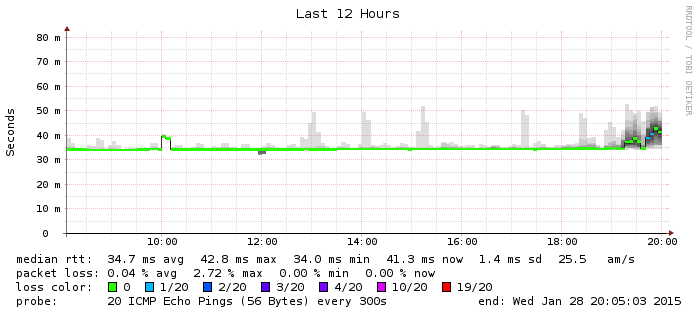 Last 12 Hours
RRDTOOL / TOBI OETIKER
Seconds
80 m
70 m
60 m
50 m
40 m
30 m
20 m
10 m
0
10:00 12:00 14:00 16:00 18:00 20:00
median rtt: 34.7 ms avg 42.8 ms max 34.0 ms min 41.3 ms now 1.4 ms sd 25.5 am/s
packet loss: 0.04 % avg 2.72 % max 0.00 % min 0.00 % now
loss color: 0 1/20 2/20 3/20 4/20 10/20 19/20
probe: 20 ICMP Echo Pings (56 Bytes) every 300s end: Wed Jan 28 20:05:03 2015